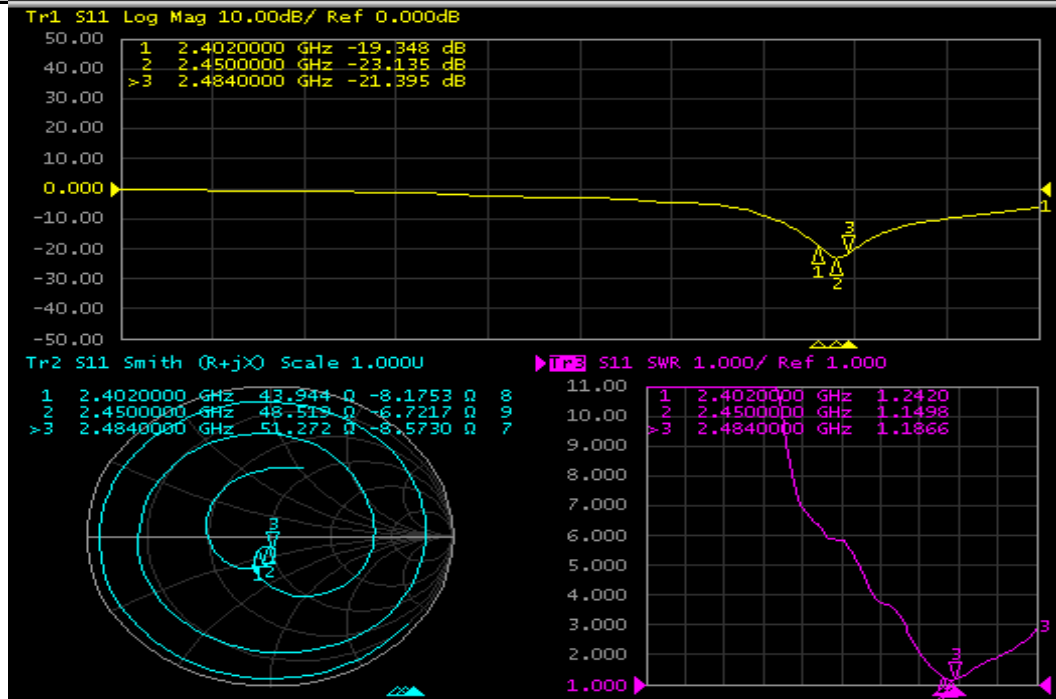 Tr1 S11 Log Mag 10.00dB/ Ref 0.000dB
50.00
40.00
30.00
20.00
10.00
0.000
-10.00
-20.00
-30.00
-40.00
-50.00
1 2.4020000 GHz -19.348 dB
2 2.4500000 GHz -23.135 dB
>3 2.4840000 GHz -21.395 dB
1
2
3
1
Tr2 S11 Smith (R+jX) Scale 1.000U
1 2.4020000 GHz 43.944 Ω -8.1753 Ω 8
2 2.4500000 GHz 48.519 Ω -6.7217 Ω 9
>3 2.4840000 GHz 51.272 Ω -8.5730 Ω 7
3
1
2
Tr3 S11 SWR 1.000/ Ref 1.000
11.00
10.00
9.000
8.000
7.000
6.000
5.000
4.000
3.000
2.000
1.000
1 2.4020000 GHz 1.2420
2 2.4500000 GHz 1.1498
>3 2.4840000 GHz 1.1866
3
3